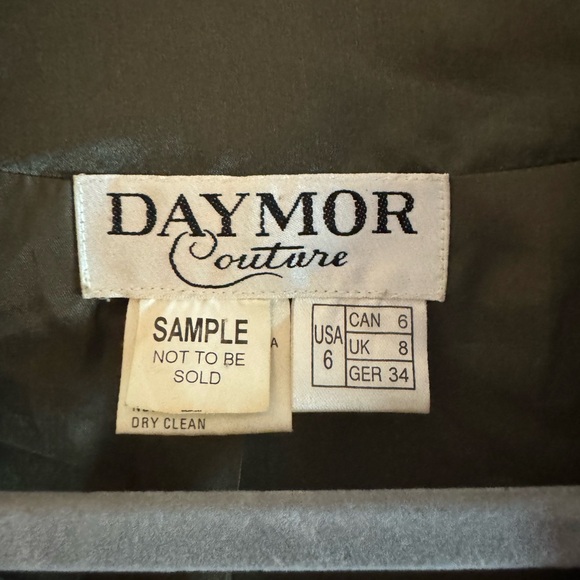 DAYMOR
Couture
SAMPLE
NOT TO BE
SOLD
A
DRY CLEAN
USA
6
CAN 6
UK 8
GER 34